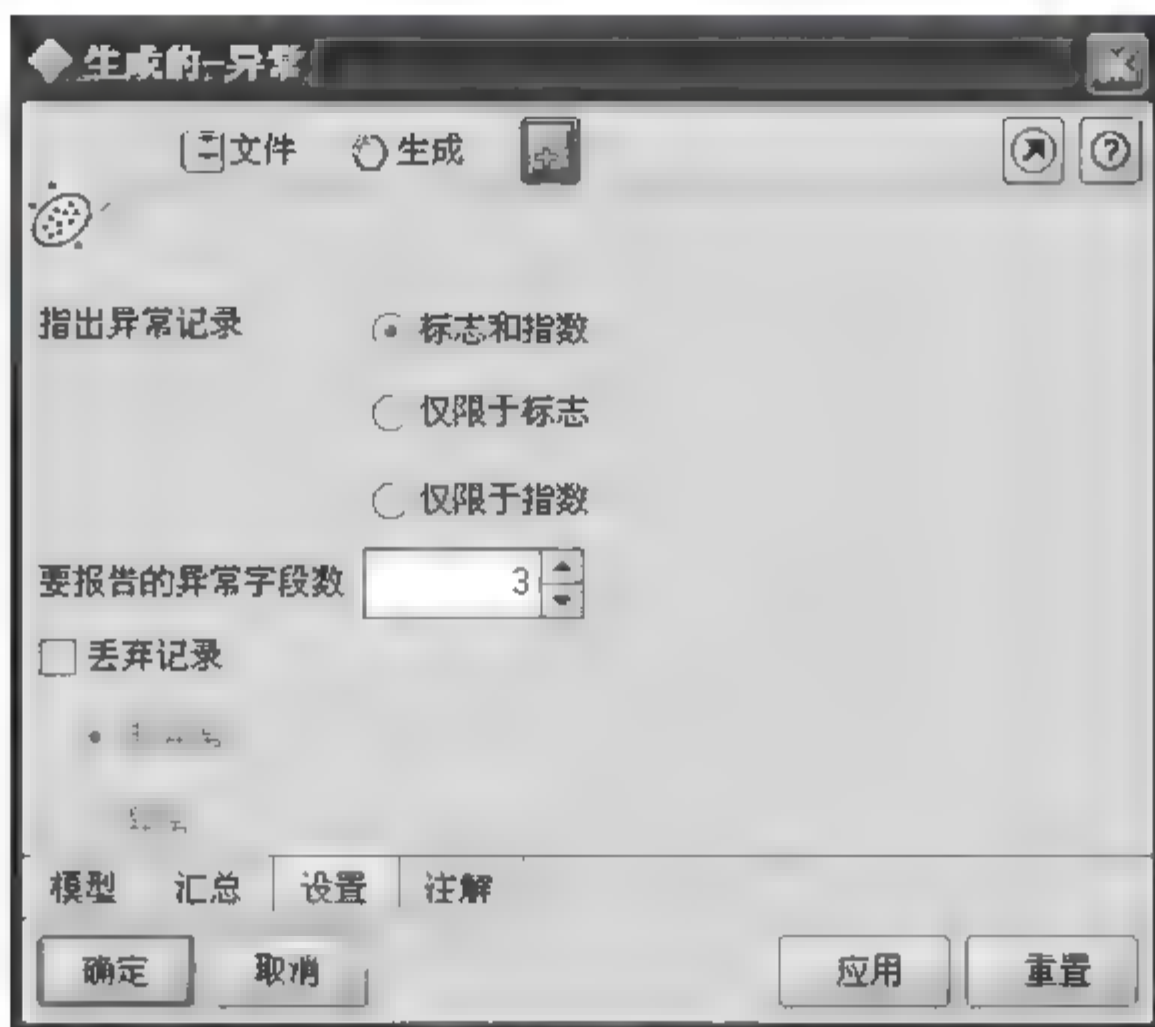 生成的-异常
文件 生成
指出异常记录 标志和指数
仅限于标志
仅限于指数
要报告的异常字段数 3
丢弃记录
模型 汇总 设置 注解
确定 取消 应用 重置